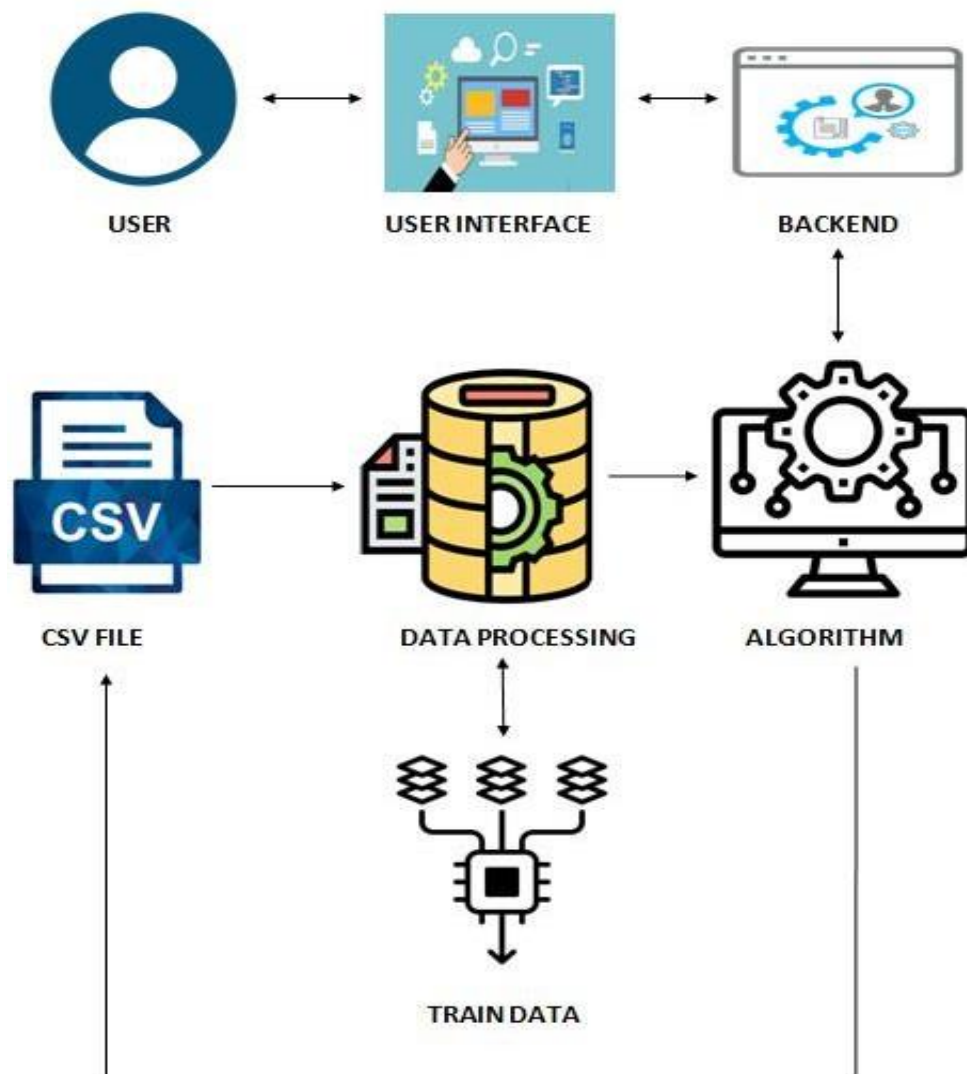 USER
USER INTERFACE
BACKEND
CSV
CSV FILE
DATA PROCESSING
ALGORITHM
TRAIN DATA